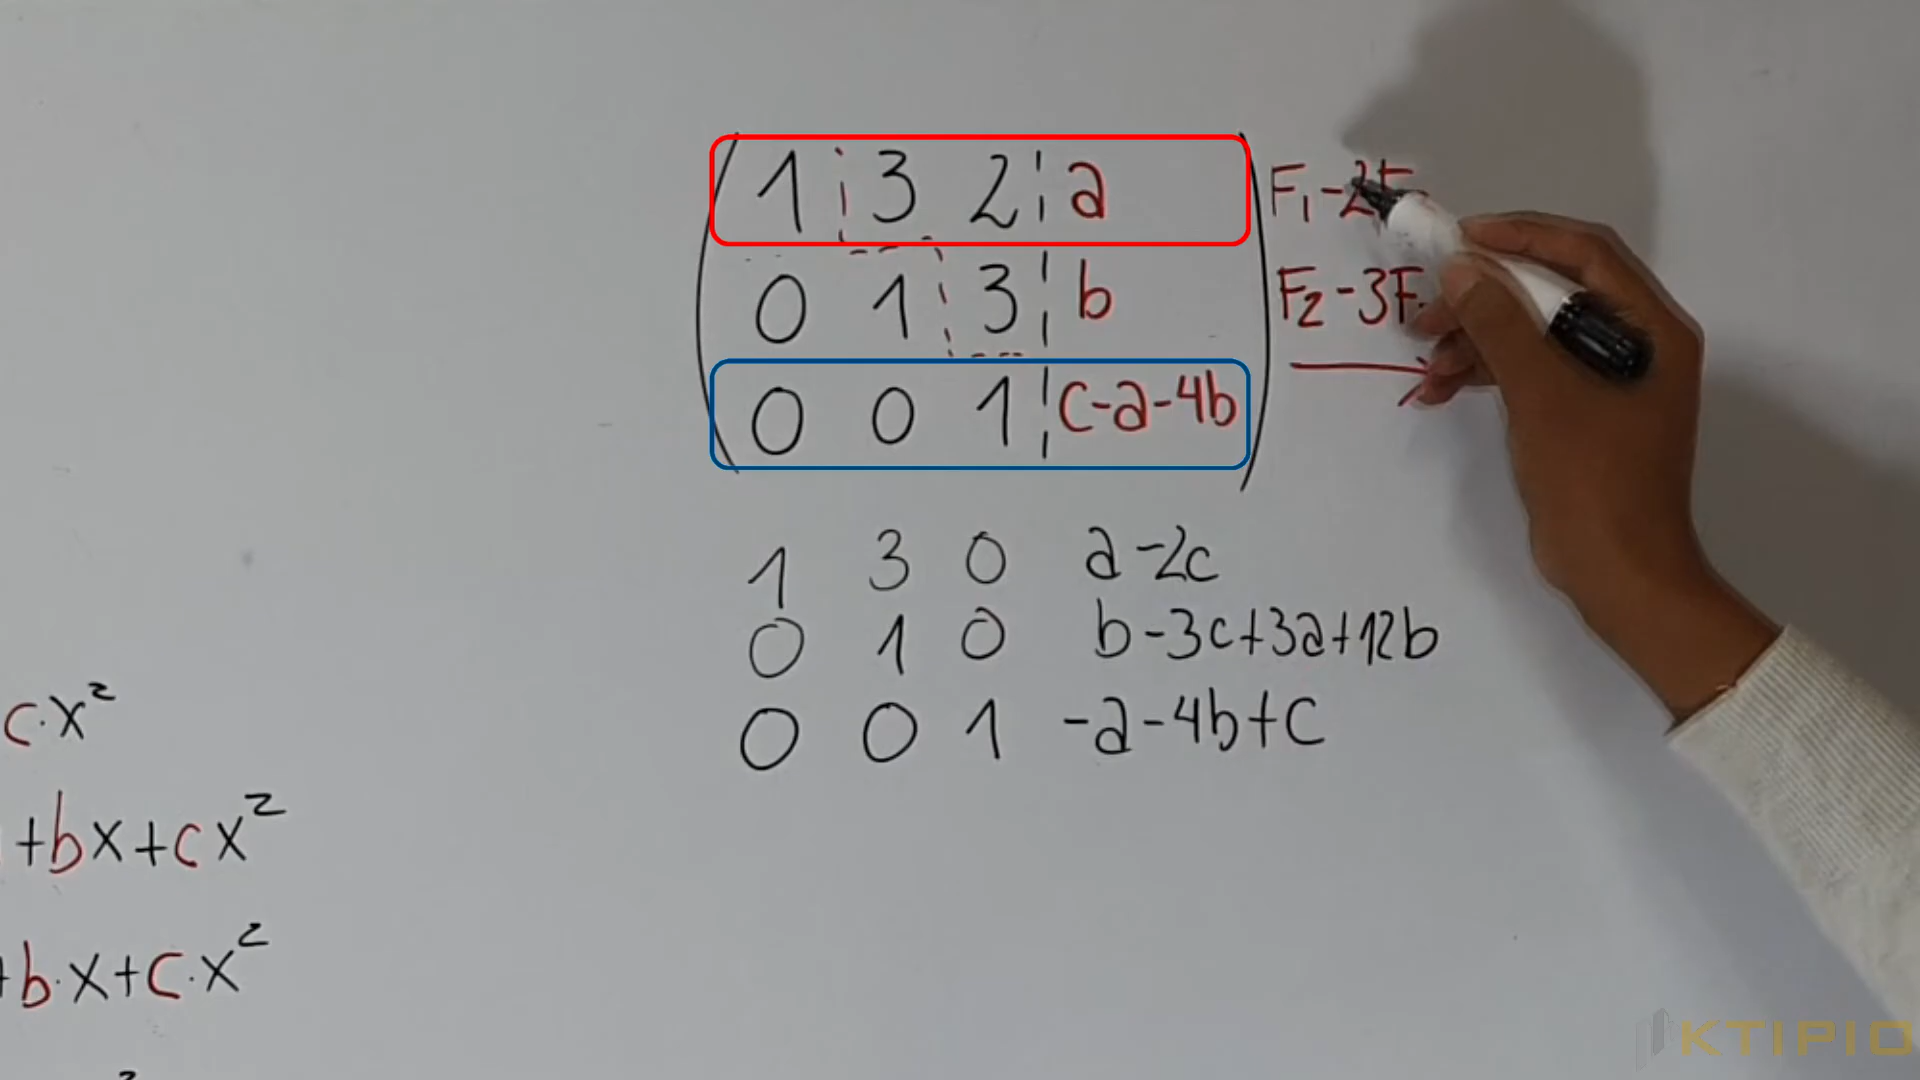 1 3 2 a F₁-2F
0 1 3 b F₂-3F
0 0 1 c-a-4b
1 3 0 a-2c
0 1 0 b-3c+3a+12b
0 0 1 -a-4b+c
c·x²
+bx+cx²
+b·x+c·x²
2
KTIPIO